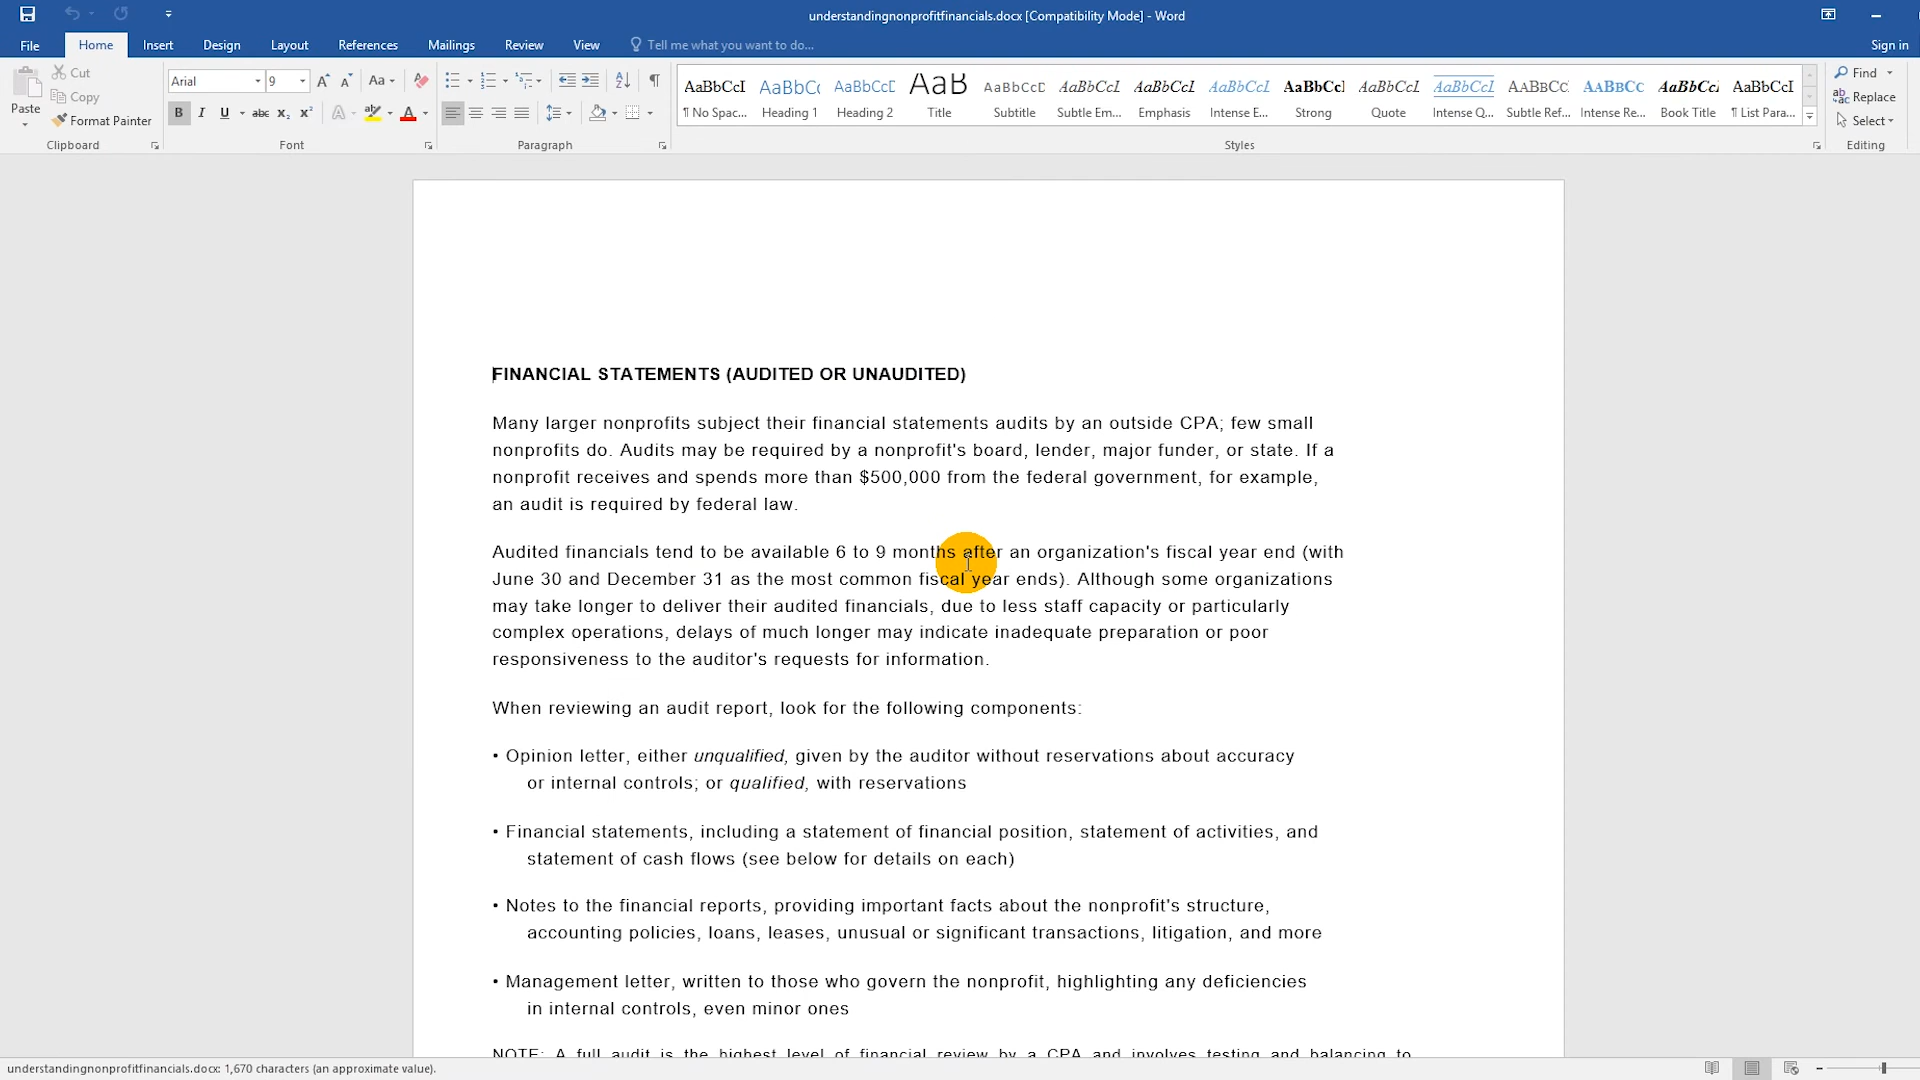 understandingnonprofitfinancials.docx [Compatibility Mode] - Word
File Home Insert Design Layout References Mailings Review View Tell me what you want to do... Sign in
Paste
Cut
Copy
Format Painter
Clipboard
Arial 9
Aa
B I U abc x₂ x²
A A
Font
Paragraph
AaBbCcI AaBbCc AaBbCcD AaB AaBbCcD AaBbCcI AaBbCcI AaBbCcI AaBbCcI AaBbCcI AaBbCcI AaBbCc AaBbCc AaBbCcI AaBbCcI
¶ No Spac... Heading 1 Heading 2 Title Subtitle Subtle Em... Emphasis Intense E... Strong Quote Intense Q... Subtle Ref... Intense Re... Book Title ¶ List Para...
Styles
Find
Replace
Select
Editing
FINANCIAL STATEMENTS (AUDITED OR UNAUDITED)
Many larger nonprofits subject their financial statements audits by an outside CPA; few small
nonprofits do. Audits may be required by a nonprofit's board, lender, major funder, or state. If a
nonprofit receives and spends more than $500,000 from the federal government, for example,
an audit is required by federal law.
Audited financials tend to be available 6 to 9 months after an organization's fiscal year end (with
June 30 and December 31 as the most common fiscal year ends). Although some organizations
may take longer to deliver their audited financials, due to less staff capacity or particularly
complex operations, delays of much longer may indicate inadequate preparation or poor
responsiveness to the auditor's requests for information.
When reviewing an audit report, look for the following components:
• Opinion letter, either unqualified, given by the auditor without reservations about accuracy
or internal controls; or qualified, with reservations
• Financial statements, including a statement of financial position, statement of activities, and
statement of cash flows (see below for details on each)
• Notes to the financial reports, providing important facts about the nonprofit's structure,
accounting policies, loans, leases, unusual or significant transactions, litigation, and more
• Management letter, written to those who govern the nonprofit, highlighting any deficiencies
in internal controls, even minor ones
NOTE: A full audit is the highest level of financial review by a CPA and involves testing and balancing to
understandingnonprofitfinancials.docx: 1,670 characters (an approximate value).